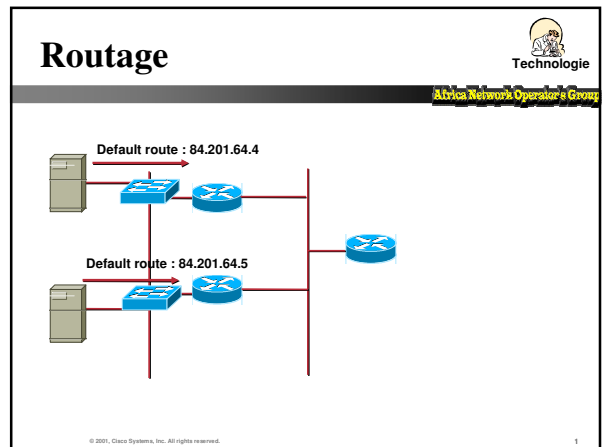 Routage
Technologie
Africa Network Operator's Group
Default route : 84.201.64.4
Default route : 84.201.64.5
© 2001, Cisco Systems, Inc. All rights reserved.
1